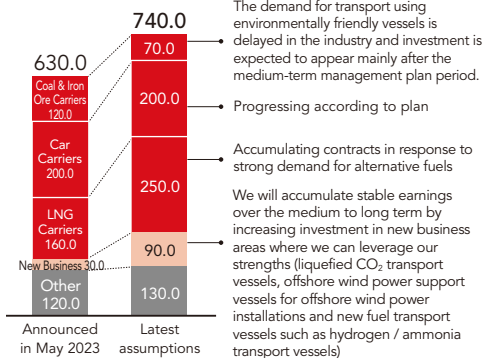 630.0
Coal & Iron
Ore Carriers
120.0
Car
Carriers
200.0
LNG
Carriers
160.0
New Business 30.0
Other
120.0
Announced
in May 2023
740.0
70.0
200.0
250.0
90.0
130.0
Latest
assumptions
The demand for transport using
environmentally friendly vessels is
delayed in the industry and investment is
expected to appear mainly after the
medium-term management plan period.
Progressing according to plan
Accumulating contracts in response to
strong demand for alternative fuels
We will accumulate stable earnings
over the medium to long term by
increasing investment in new business
areas where we can leverage our
strengths (liquefied CO₂ transport
vessels, offshore wind power support
vessels for offshore wind power
installations and new fuel transport
vessels such as hydrogen / ammonia
transport vessels)